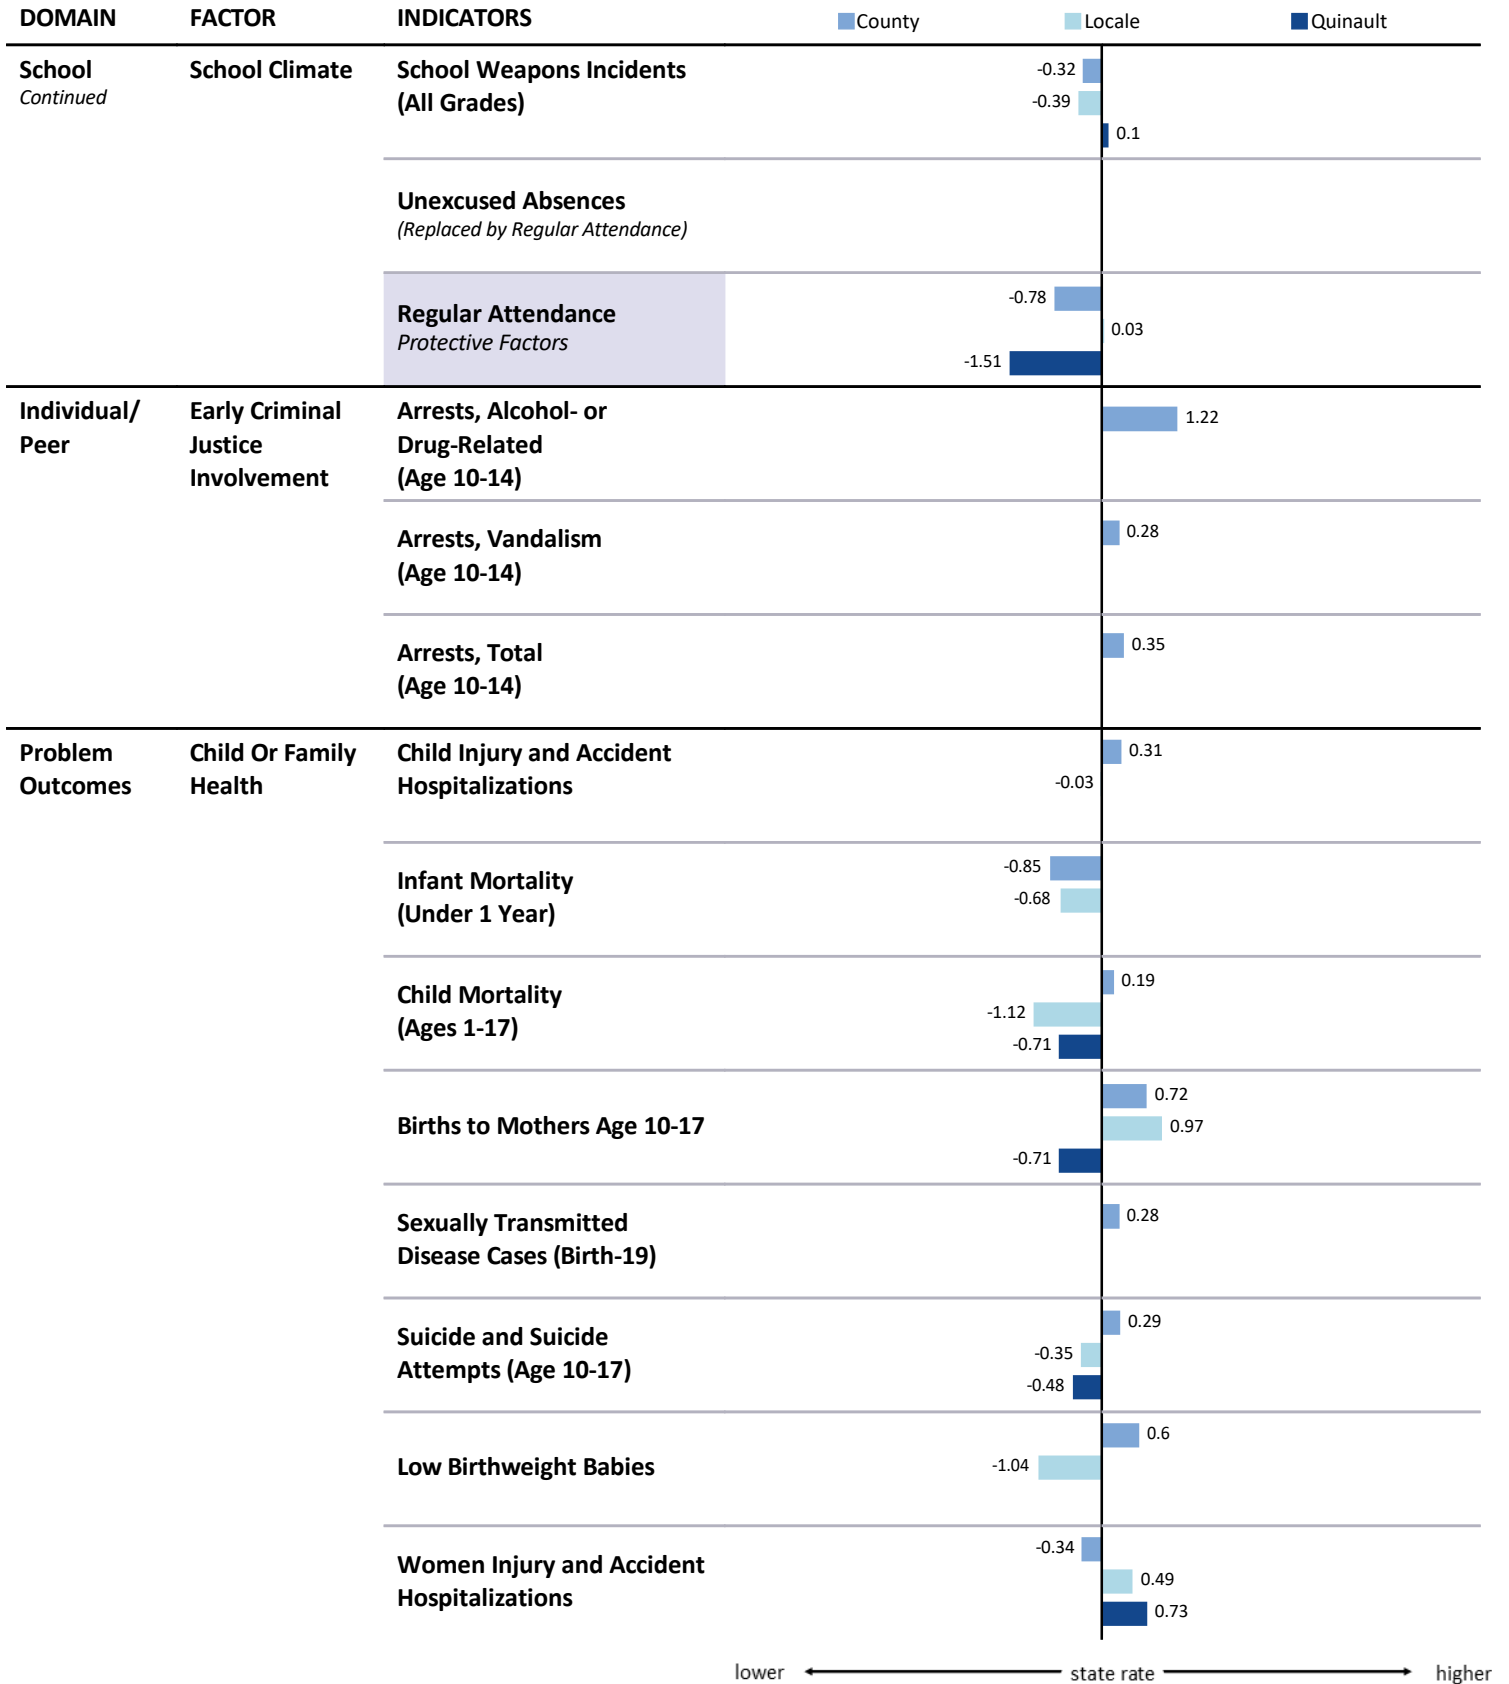 DOMAIN FACTOR INDICATORS County Locale Quinault
School School Climate School Weapons Incidents
Continued (All Grades)
-0.32
-0.39
0.1
Unexcused Absences
(Replaced by Regular Attendance)
Regular Attendance
Protective Factors
-0.78
0.03
-1.51
Individual/ Early Criminal Arrests, Alcohol- or
Peer Justice Drug-Related
Involvement (Age 10-14)
1.22
Arrests, Vandalism
(Age 10-14)
0.28
Arrests, Total
(Age 10-14)
0.35
Problem Child Or Family Child Injury and Accident
Outcomes Health Hospitalizations
0.31
-0.03
Infant Mortality
(Under 1 Year)
-0.85
-0.68
Child Mortality
(Ages 1-17)
0.19
-1.12
-0.71
Births to Mothers Age 10-17
0.72
0.97
-0.71
Sexually Transmitted
Disease Cases (Birth-19)
0.28
Suicide and Suicide
Attempts (Age 10-17)
0.29
-0.35
-0.48
Low Birthweight Babies
0.6
-1.04
Women Injury and Accident
Hospitalizations
-0.34
0.49
0.73
lower state rate higher